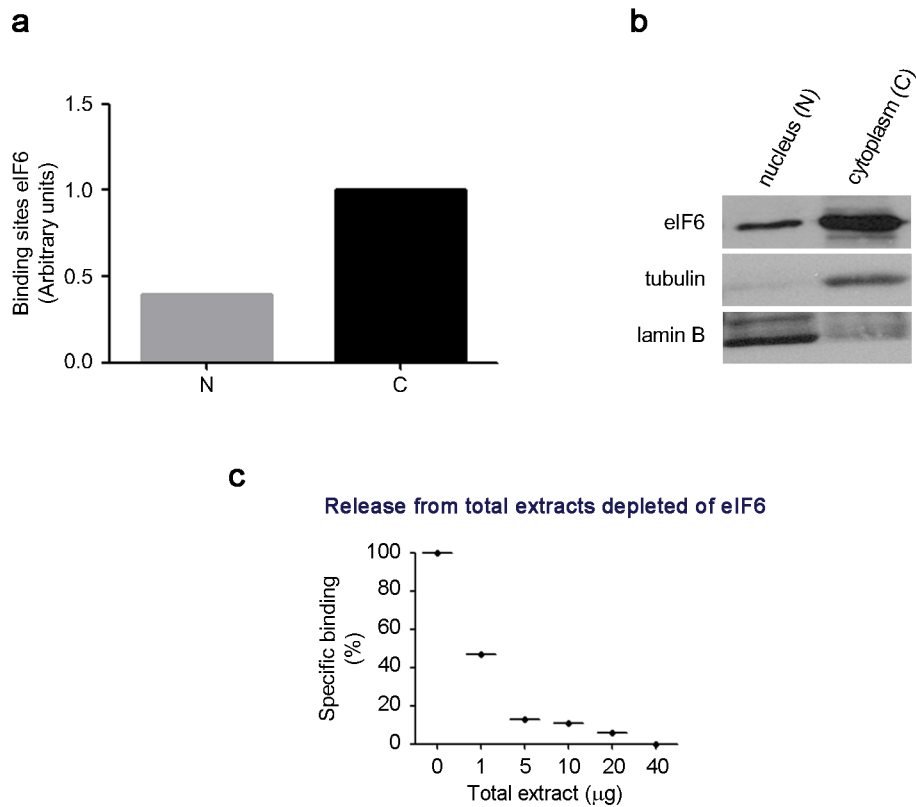 a
Binding sites eIF6
(Arbitrary units)
1.5
1.0
0.5
0.0
N
C
b
nucleus (N)
cytoplasm (C)
eIF6
tubulin
lamin B
c
Release from total extracts depleted of eIF6
Specific binding
(%)
100
80
60
40
20
0
0 1 5 10 20 40
Total extract (µg)